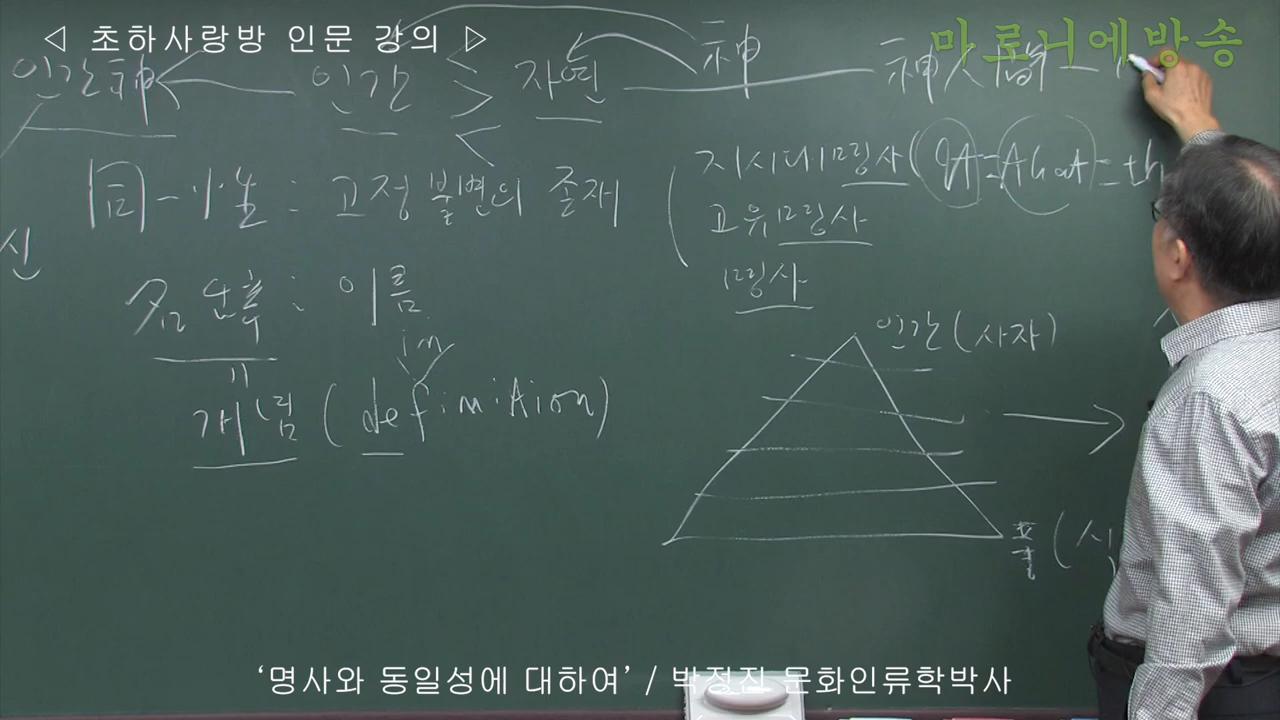 ◁ 초하사랑방 인문 강의 ▷
마로니에방송
인간神 인간 자연 神 神人間
同一性 : 고정 불변의 존재
지시대명사(
고유명사
명사
신
名 : 이름
im
개념 (definition)
인간(사자)
풀(
‘명사와 동일성에 대하여’ / 박정진 문화인류학박사